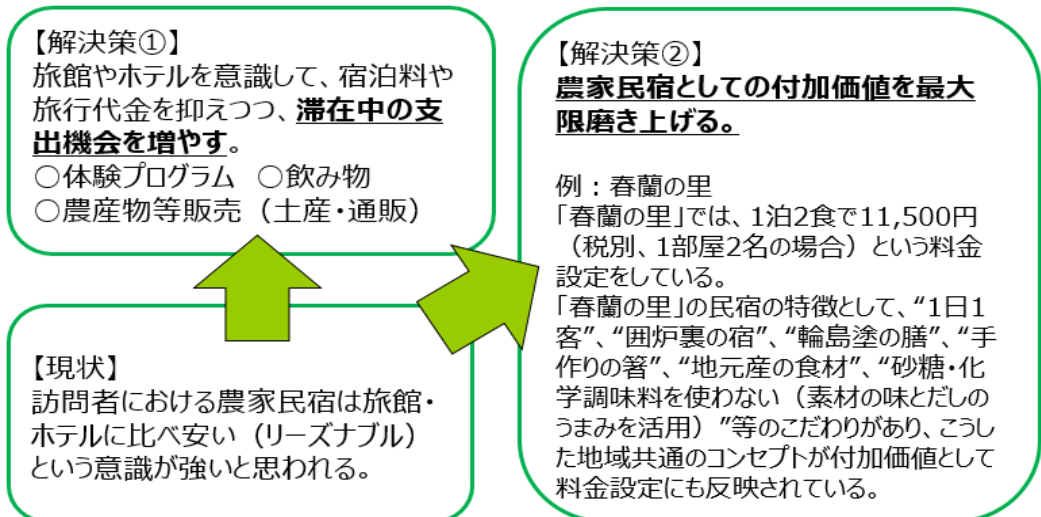 【解決策①】
旅館やホテルを意識して、宿泊料や
旅行代金を抑えつつ、滞在中の支
出機会を増やす。
○体験プログラム ○飲み物
○農産物等販売（土産・通販）
【現状】
訪問者における農家民宿は旅館・
ホテルに比べ安い（リーズナブル）
という意識が強いと思われる。
【解決策②】
農家民宿としての付加価値を最大
限磨き上げる。
例：春蘭の里
「春蘭の里」では、1泊2食で11,500円
（税別、1部屋2名の場合）という料金
設定をしている。
「春蘭の里」の民宿の特徴として、“1日1
客”、“囲炉裏の宿”、“輪島塗の膳”、“手
作りの箸”、“地元産の食材”、“砂糖・化
学調味料を使わない（素材の味とだしの
うまみを活用）”等のこだわりがあり、こうし
た地域共通のコンセプトが付加価値として
料金設定にも反映されている。